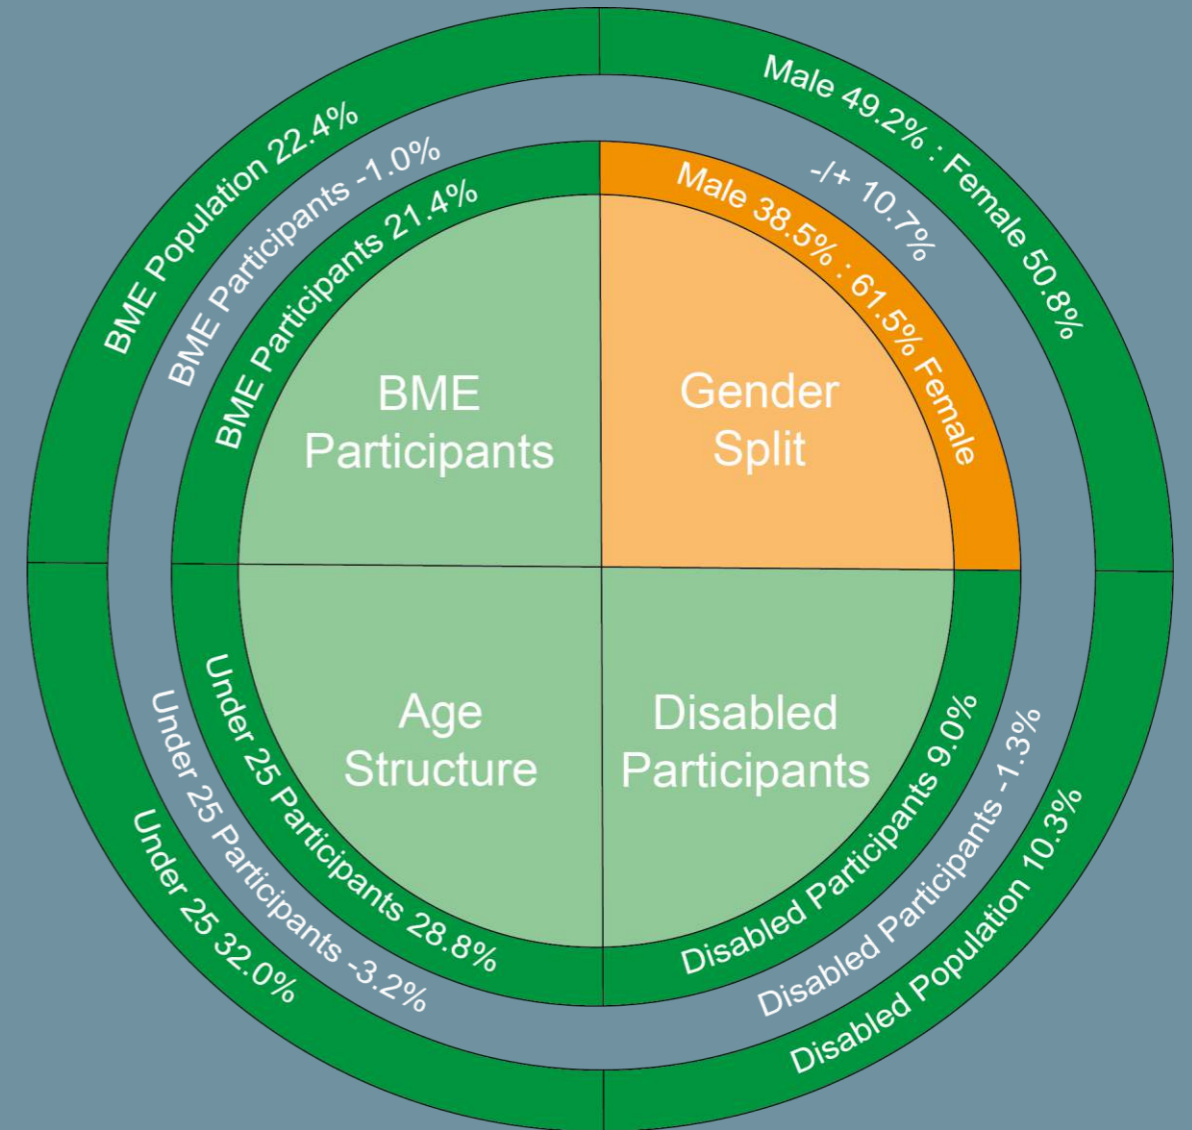 BME Population 22.4%
BME Participants -1.0%
BME Participants 21.4%
BME
Participants
Male 49.2% : Female 50.8%
-/+ 10.7%
Male 38.5% : 61.5% Female
Gender
Split
Age
Structure
Under 25 Participants 28.8%
Under 25 Participants -3.2%
Under 25 32.0%
Disabled
Participants
Disabled Participants 9.0%
Disabled Participants -1.3%
Disabled Population 10.3%